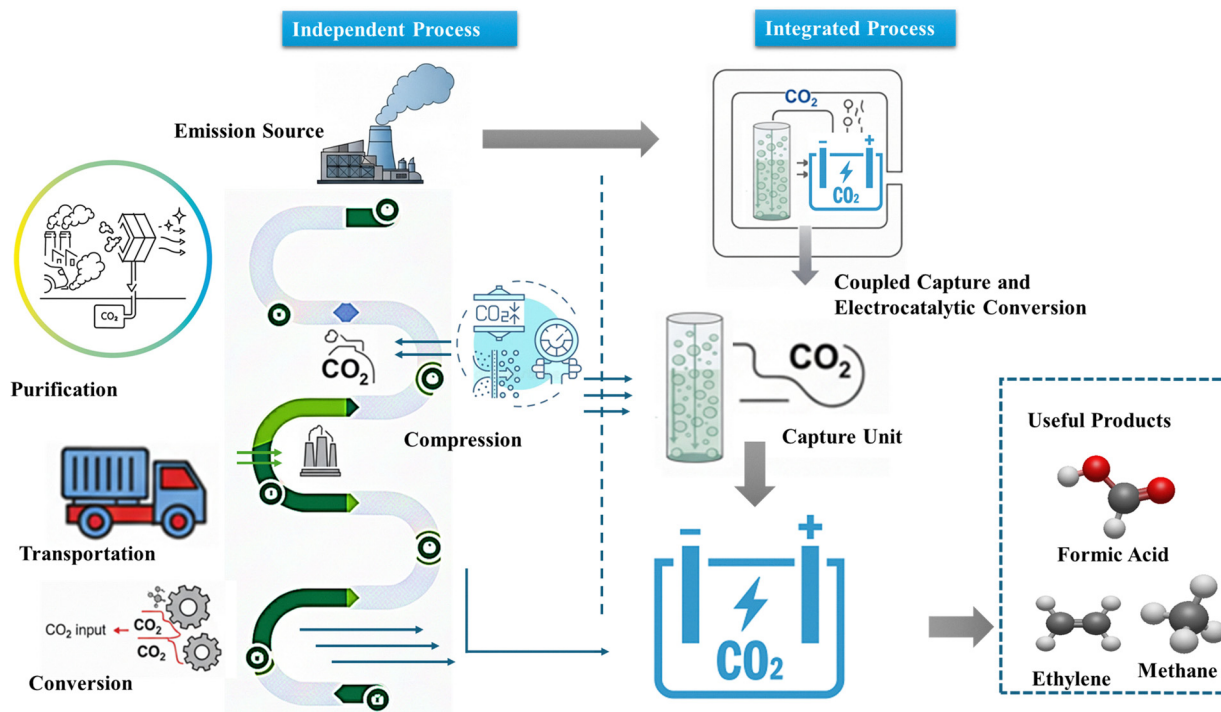 Independent Process
Integrated Process
Emission Source
CO₂
- +
CO₂
CO₂
Purification
CO₂
CO₂
Compression
Coupled Capture and
Electrocatalytic Conversion
CO₂
Capture Unit
Transportation
CO₂ input
CO₂
CO₂
Conversion
- +
CO₂
Useful Products
Formic Acid
Ethylene
Methane